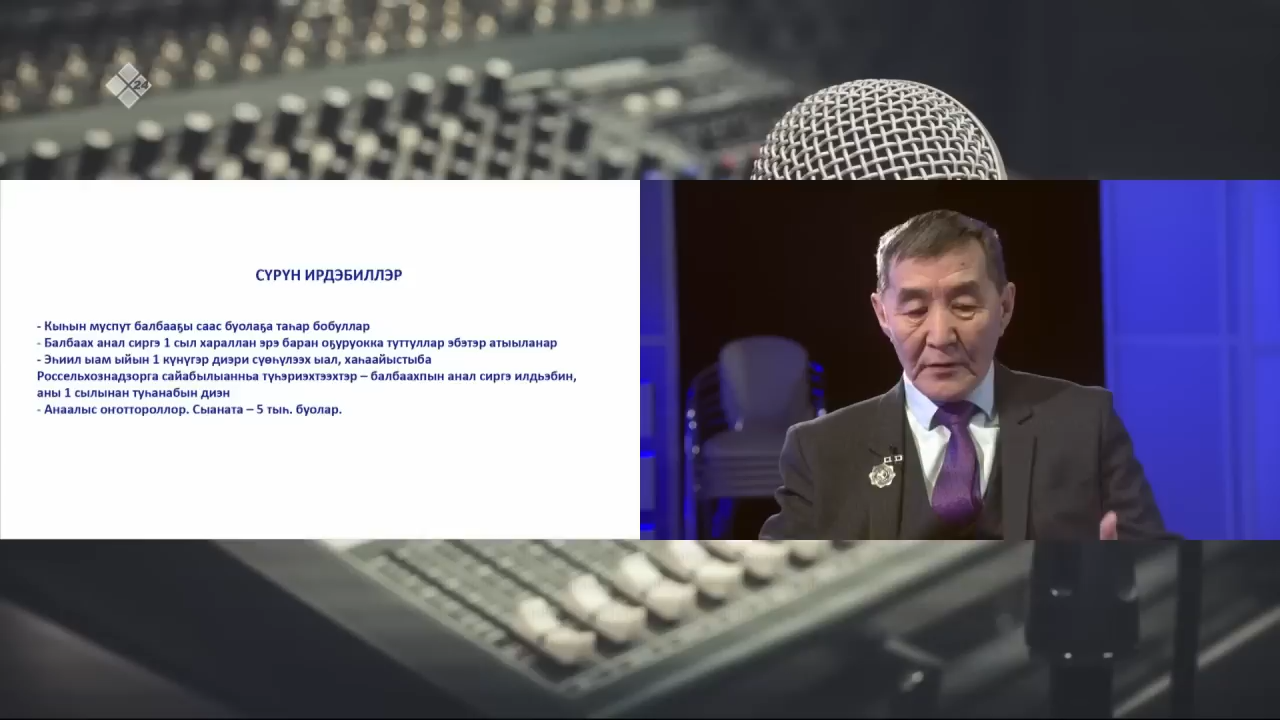 24
СҮРҮН ИРДЭБИЛЛЭР
- Кыһын муспут балбааҕы саас буолаҕа таһар бобуллар
- Балбаах анал сиргэ 1 сыл хараллан эрэ баран оҕуруокка туттуллар эбэтэр атыыланар
- Эһиил ыам ыйын 1 күнүгэр диэри сүөһүлээх ыал, хаһаайыстыба
Россельхознадзорга сайабылыанньа түһэриэхтээхтэр – балбаахпын анал сиргэ илдьэбин,
аны 1 сылынан туһанабын диэн
- Анаалыс оҥоттороллор. Сыаната – 5 тыһ. буолар.